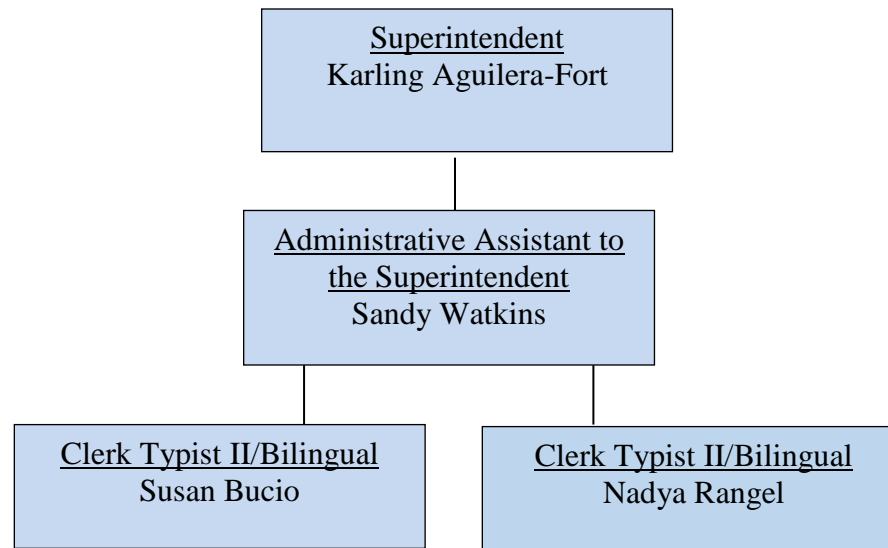 Superintendent
Karling Aguilera-Fort
Administrative Assistant to
the Superintendent
Sandy Watkins
Clerk Typist II/Bilingual
Susan Bucio
Clerk Typist II/Bilingual
Nadya Rangel